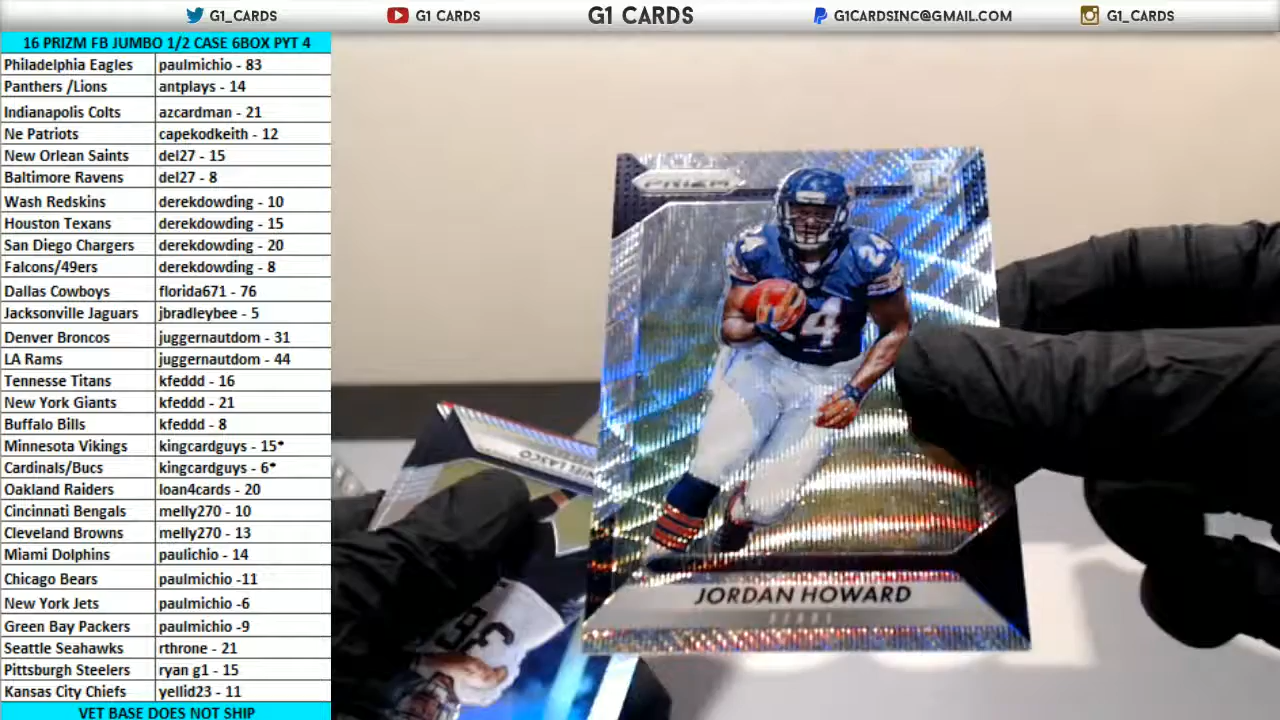 G1_CARDS G1 CARDS G1 CARDS G1CARDSINC@GMAIL.COM G1_CARDS
16 PRIZM FB JUMBO 1/2 CASE 6BOX PYT 4
Philadelphia Eagles paulmichio - 83
Panthers /Lions antplays - 14
Indianapolis Colts azcardman - 21
Ne Patriots capekodkeith - 12
New Orlean Saints del27 - 15
Baltimore Ravens del27 - 8
Wash Redskins derekdowding - 10
Houston Texans derekdowding - 15
San Diego Chargers derekdowding - 20
Falcons/49ers derekdowding - 8
Dallas Cowboys florida671 - 76
Jacksonville Jaguars jbradleybee - 5
Denver Broncos juggernautdom - 31
LA Rams juggernautdom - 44
Tennesse Titans kfeddd - 16
New York Giants kfeddd - 21
Buffalo Bills kfeddd - 8
Minnesota Vikings kingcardguys - 15*
Cardinals/Bucs kingcardguys - 6*
Oakland Raiders loan4cards - 20
Cincinnati Bengals melly270 - 10
Cleveland Browns melly270 - 13
Miami Dolphins paulichio - 14
Chicago Bears paulmichio -11
New York Jets paulmichio -6
Green Bay Packers paulmichio -9
Seattle Seahawks rthrone - 21
Pittsburgh Steelers ryan g1 - 15
Kansas City Chiefs yellid23 - 11
VET BASE DOES NOT SHIP
PRIZM
24
24
JORDAN HOWARD
BEARS